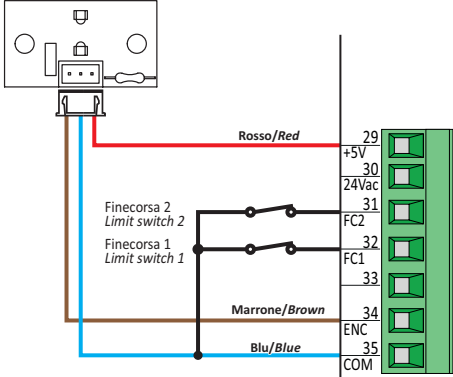 Rosso/Red
29
+5V
30
24Vac
Finecorsa 2
Limit switch 2
31
FC2
Finecorsa 1
Limit switch 1
32
FC1
33
Marrone/Brown
34
ENC
Blu/Blue
35
COM